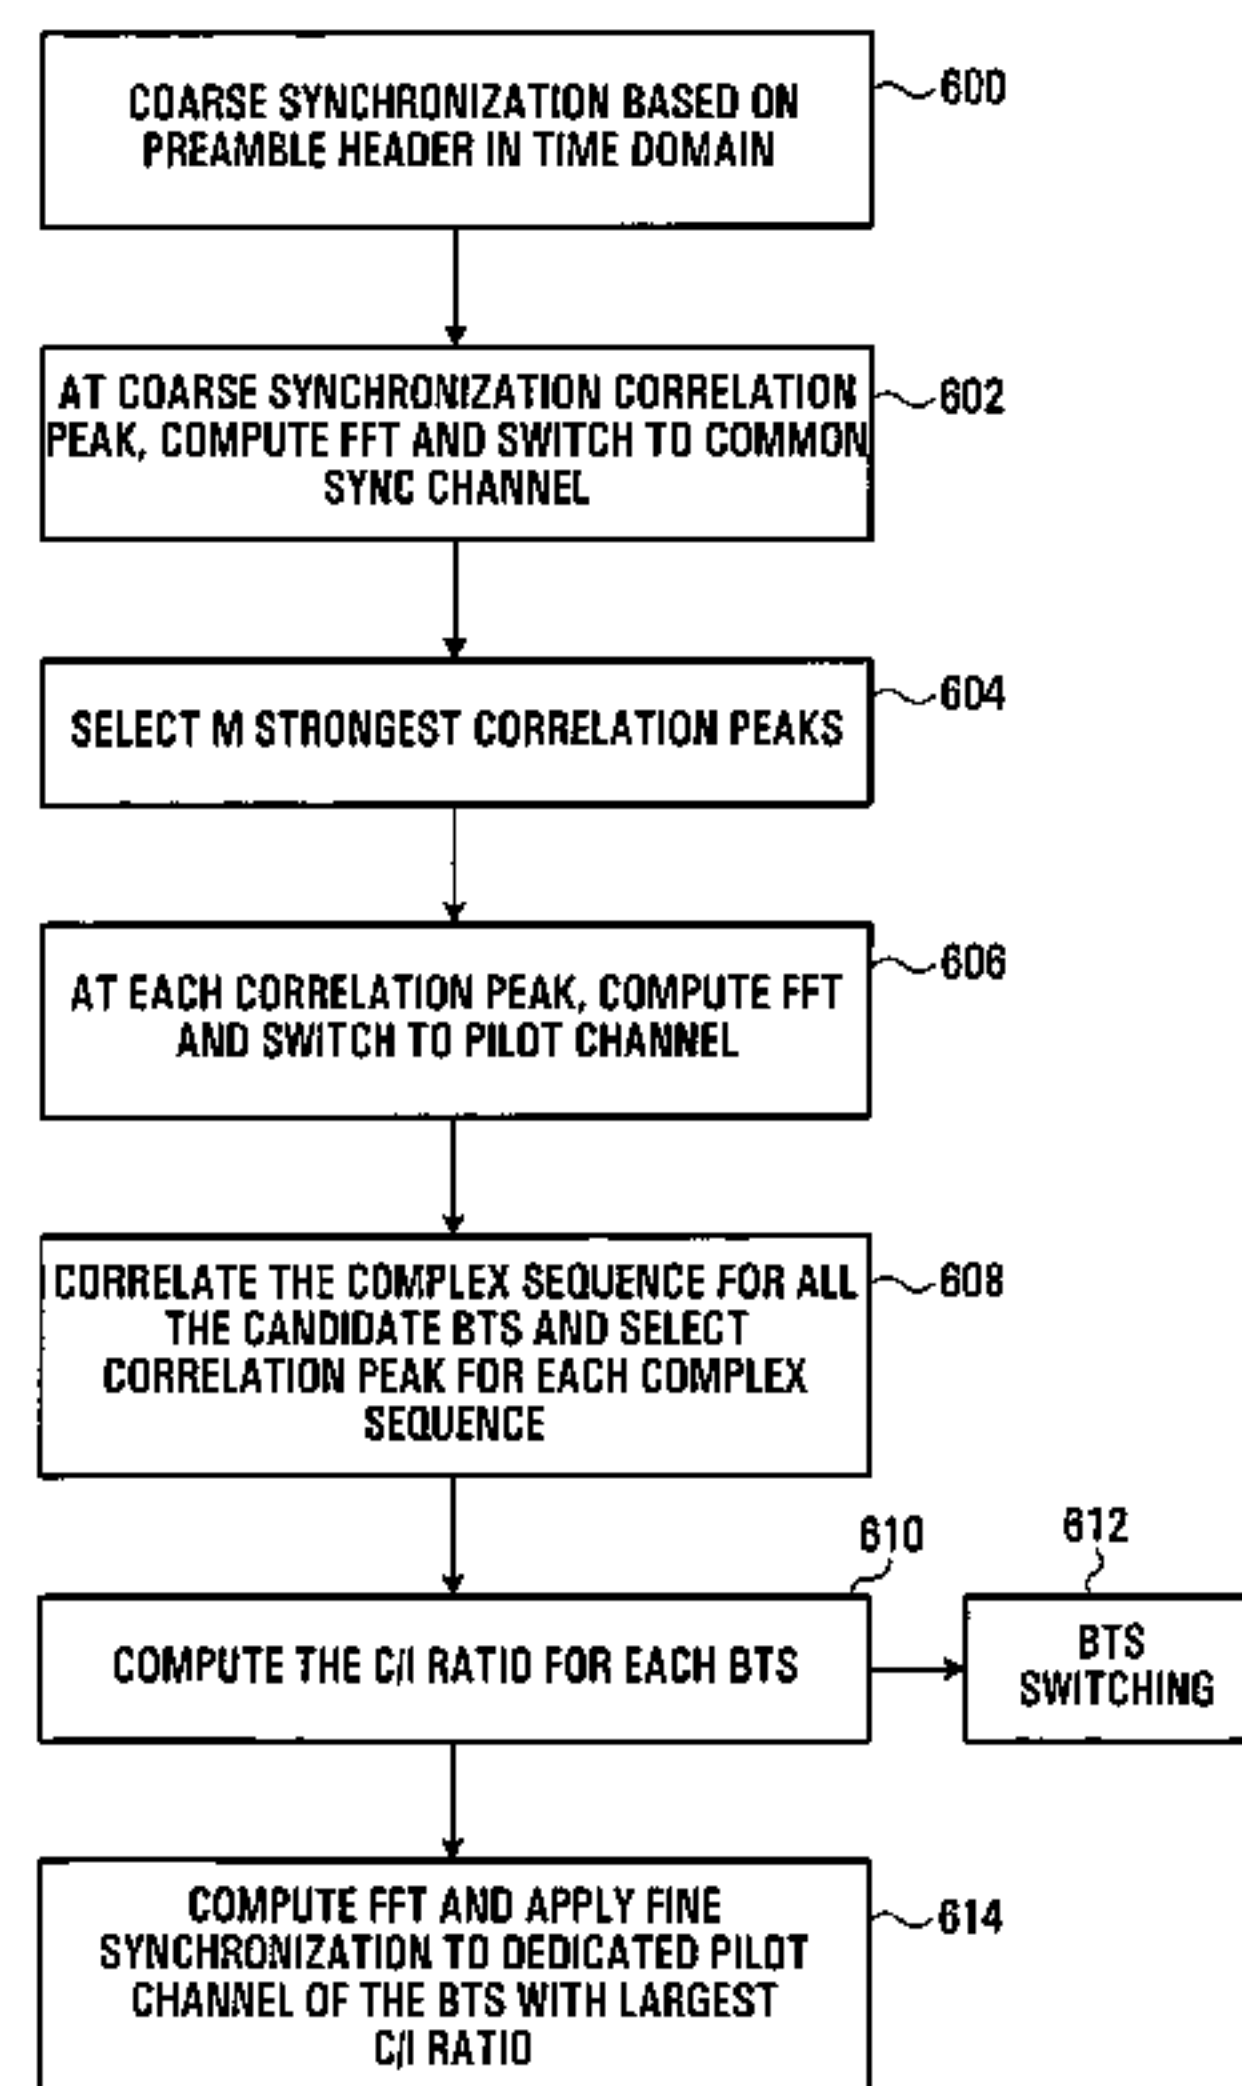 COARSE SYNCHRONIZATION BASED ON
PREAMBLE HEADER IN TIME DOMAIN
600
AT COARSE SYNCHRONIZATION CORRELATION
PEAK, COMPUTE FFT AND SWITCH TO COMMON
SYNC CHANNEL
602
SELECT M STRONGEST CORRELATION PEAKS
604
AT EACH CORRELATION PEAK, COMPUTE FFT
AND SWITCH TO PILOT CHANNEL
606
CORRELATE THE COMPLEX SEQUENCE FOR ALL
THE CANDIDATE BTS AND SELECT
CORRELATION PEAK FOR EACH COMPLEX
SEQUENCE
608
COMPUTE THE C/I RATIO FOR EACH BTS
610
BTS
SWITCHING
612
COMPUTE FFT AND APPLY FINE
SYNCHRONIZATION TO DEDICATED PILOT
CHANNEL OF THE BTS WITH LARGEST
C/I RATIO
614